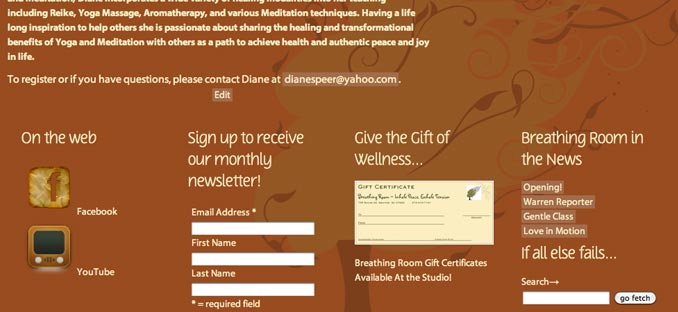 including Reike, Yoga Massage, Aromatherapy, and various Meditation techniques. Having a life
long inspiration to help others she is passionate about sharing the healing and transformational
benefits of Yoga and Meditation with others as a path to achieve health and authentic peace and joy
in life.
To register or if you have questions, please contact Diane at dianespeer@yahoo.com.
Edit
On the web
Facebook
YouTube
Sign up to receive
our monthly
newsletter!
Email Address *
First Name
Last Name
* = required field
Give the Gift of
Wellness...
Gift Certificate
Breathing Room ~ Inhale Peace, Exhale Tension
Breathing Room Gift Certificates
Available At the Studio!
Breathing Room in
the News
Opening!
Warren Reporter
Gentle Class
Love in Motion
If all else fails...
Search→
go fetch